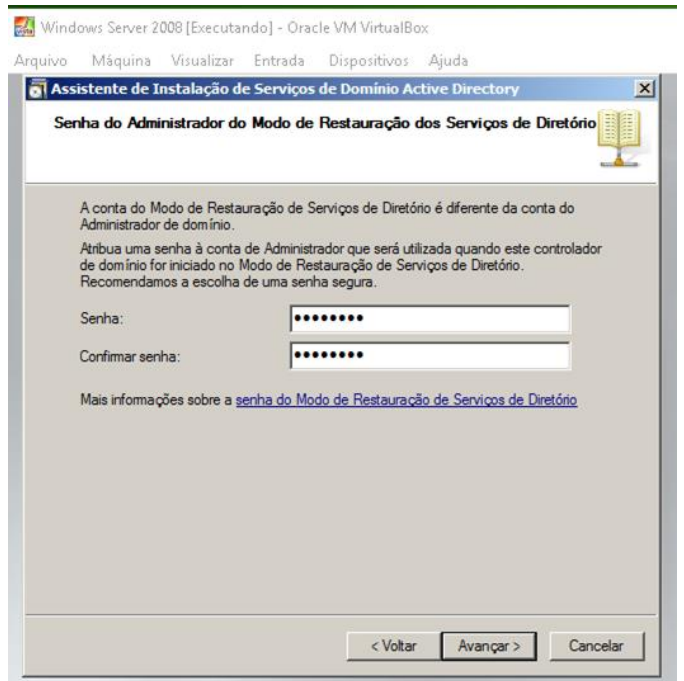 Windows Server 2008 [Executando] - Oracle VM VirtualBox
Arquivo Máquina Visualizar Entrada Dispositivos Ajuda
Assistente de Instalação de Serviços de Domínio Active Directory
Senha do Administrador do Modo de Restauração dos Serviços de Diretório
A conta do Modo de Restauração de Serviços de Diretório é diferente da conta do
Administrador de domínio.
Atribua uma senha à conta de Administrador que será utilizada quando este controlador
de domínio for iniciado no Modo de Restauração de Serviços de Diretório.
Recomendamos a escolha de uma senha segura.
Senha: ••••••••
Confirmar senha: ••••••••
Mais informações sobre a senha do Modo de Restauração de Serviços de Diretório
< Voltar Avançar > Cancelar